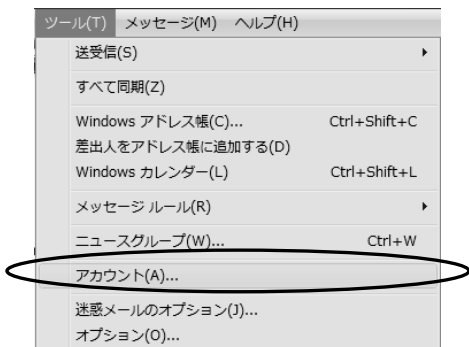 ツール(T) メッセージ(M) ヘルプ(H)
送受信(S)
すべて同期(Z)
Windows アドレス帳(C)... Ctrl+Shift+C
差出人をアドレス帳に追加する(D)
Windows カレンダー(L) Ctrl+Shift+L
メッセージ ルール(R)
ニュースグループ(W)... Ctrl+W
アカウント(A)...
迷惑メールのオプション(J)...
オプション(O)...